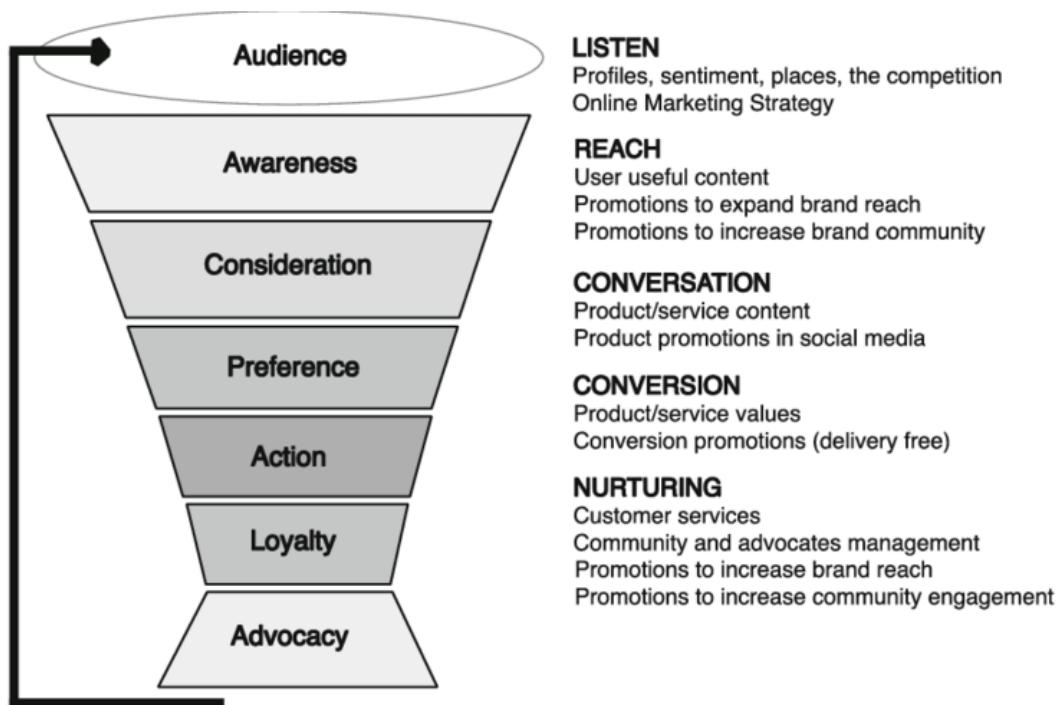 Audience
Awareness
Consideration
Preference
Action
Loyalty
Advocacy
LISTEN
Profiles, sentiment, places, the competition
Online Marketing Strategy
REACH
User useful content
Promotions to expand brand reach
Promotions to increase brand community
CONVERSATION
Product/service content
Product promotions in social media
CONVERSION
Product/service values
Conversion promotions (delivery free)
NURTURING
Customer services
Community and advocates management
Promotions to increase brand reach
Promotions to increase community engagement